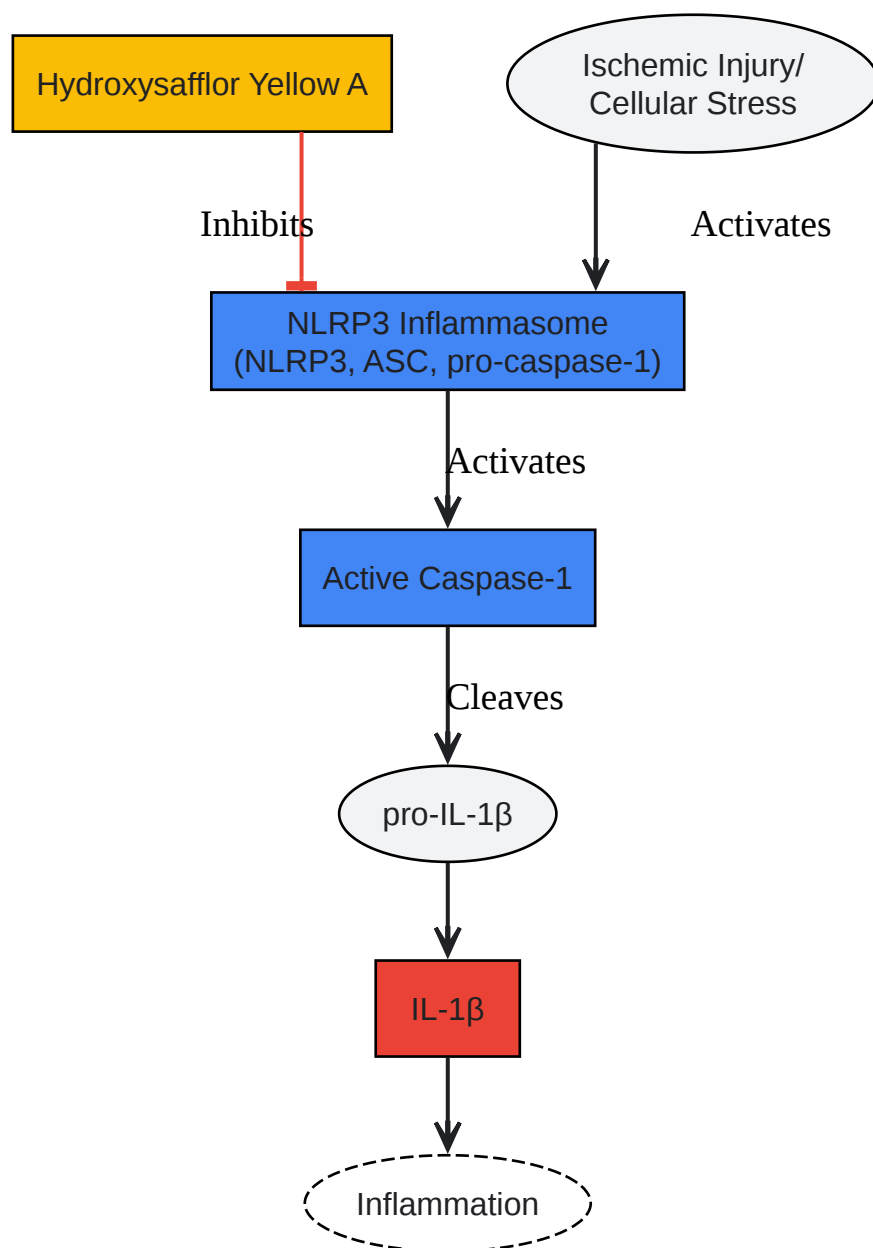 Hydroxysafflor Yellow A
Ischemic Injury/
Cellular Stress
Inhibits
Activates
NLRP3 Inflammasome
(NLRP3, ASC, pro-caspase-1)
Activates
Active Caspase-1
Cleaves
pro-IL-1β
IL-1β
Inflammation